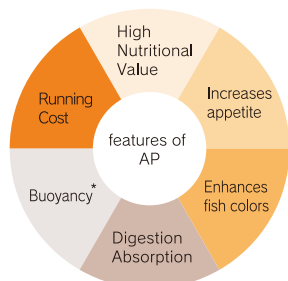 High
Nutritional
Value
Increases
appetite
Enhances
fish colors
Digestion
Absorption
Buoyancy*
Running
Cost
features of
AP